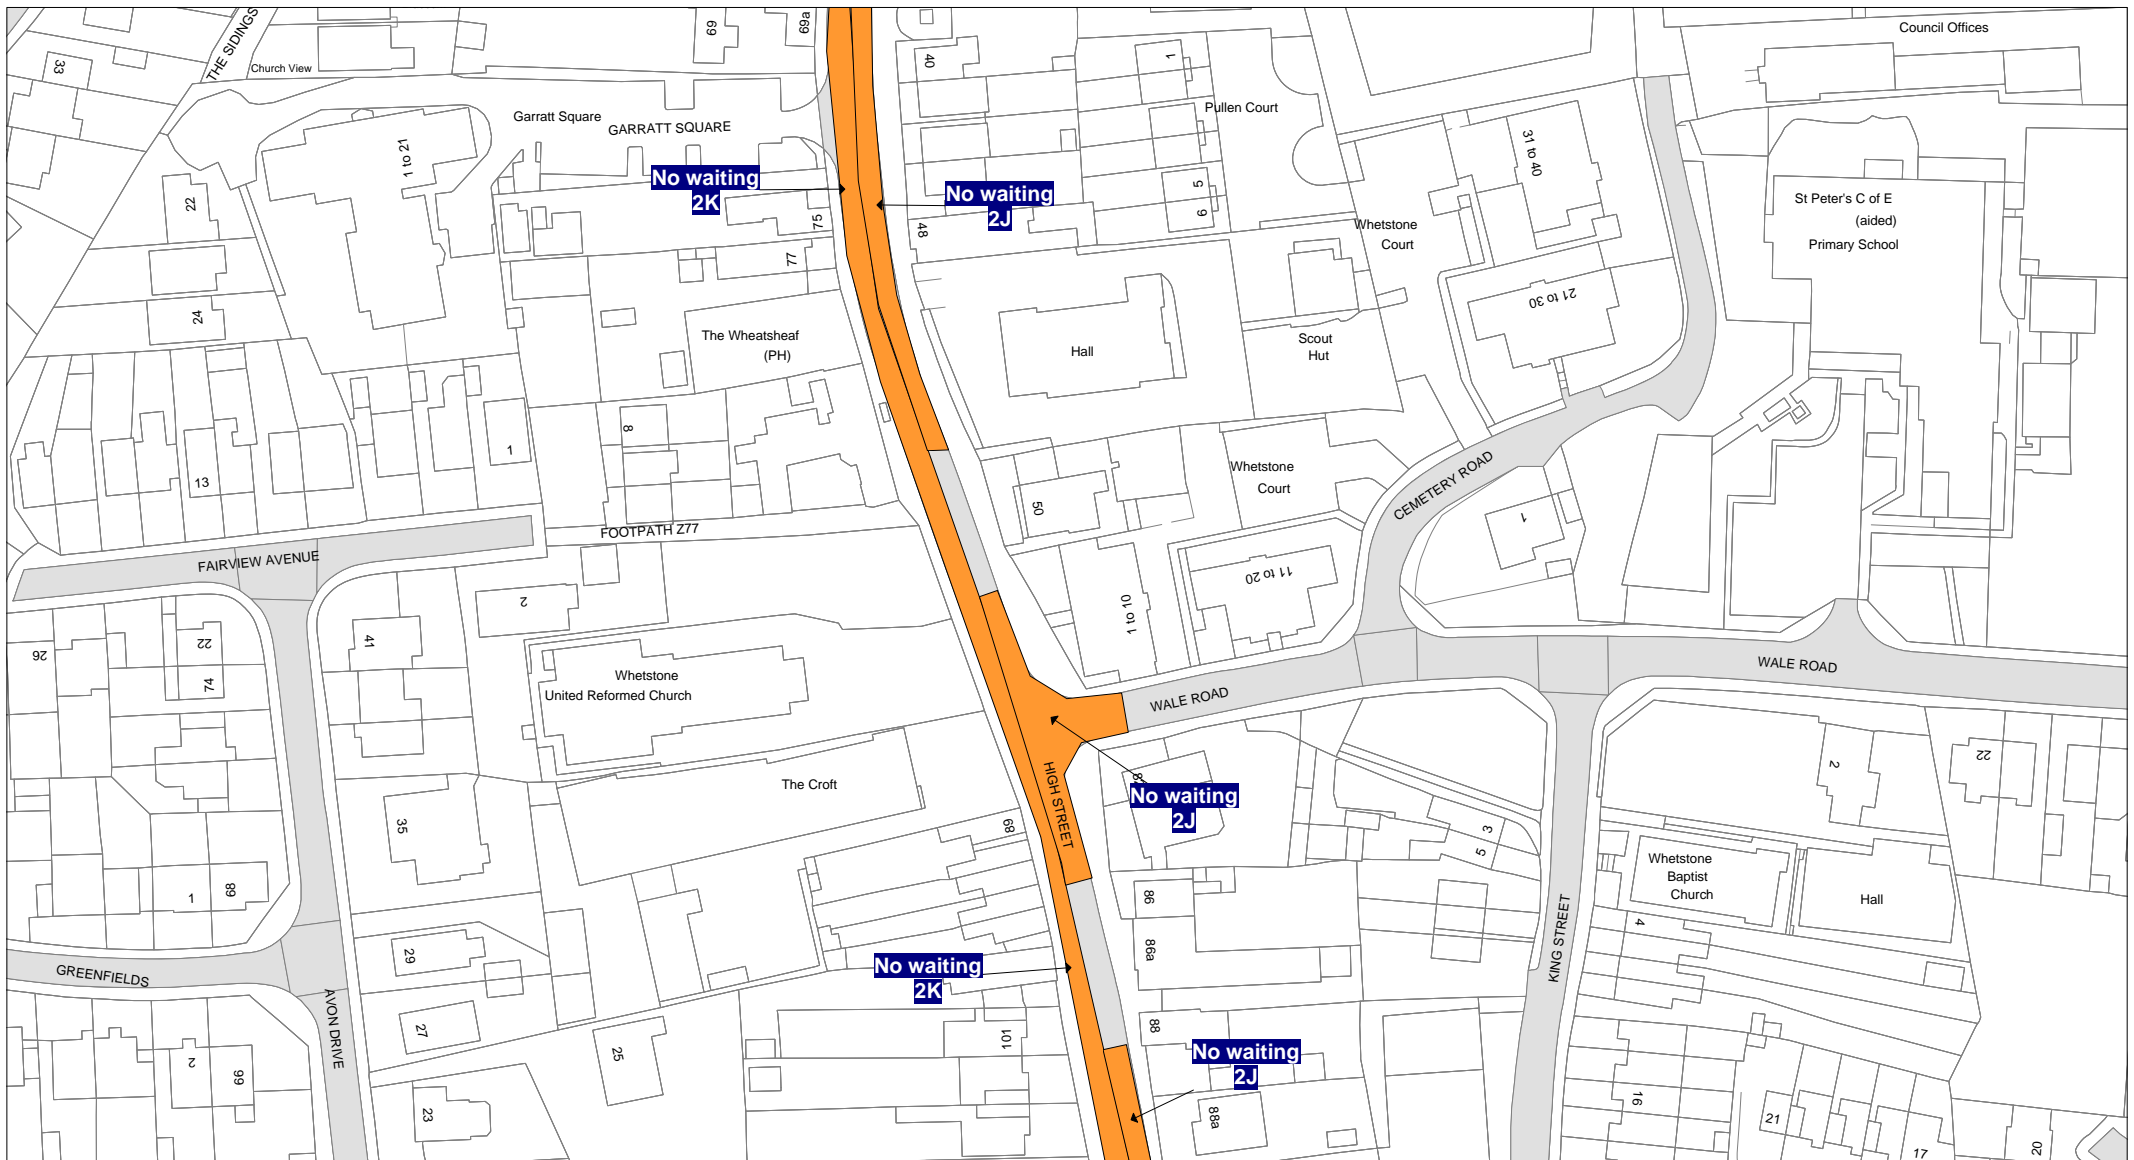 THE SIDINGS
33
Church View
69
69a
40
1
Council Offices
Garratt Square
GARRATT SQUARE
Pullen Court
1 to 21
31 to 40
No waiting
2K
No waiting
2J
22
75
48
5
6
St Peter's C of E
(aided)
Primary School
Whetstone
Court
77
24
The Wheatsheaf
(PH)
Hall
Scout
Hut
21 to 30
8
1
13
50
Whetstone
Court
CEMETERY ROAD
1
FOOTPATH Z77
FAIRVIEW AVENUE
2
11 to 20
1 to 10
41
26
22
74
Whetstone
United Reformed Church
WALE ROAD
WALE ROAD
The Croft
HIGH STREET
No waiting
2J
2
22
35
68
3
5
Whetstone
Baptist
Church
Hall
1
68
86
86a
4
KING STREET
29
No waiting
2K
GREENFIELDS
AVON DRIVE
27
25
101
88
No waiting
2J
2
66
23
88a
16
21
17
20